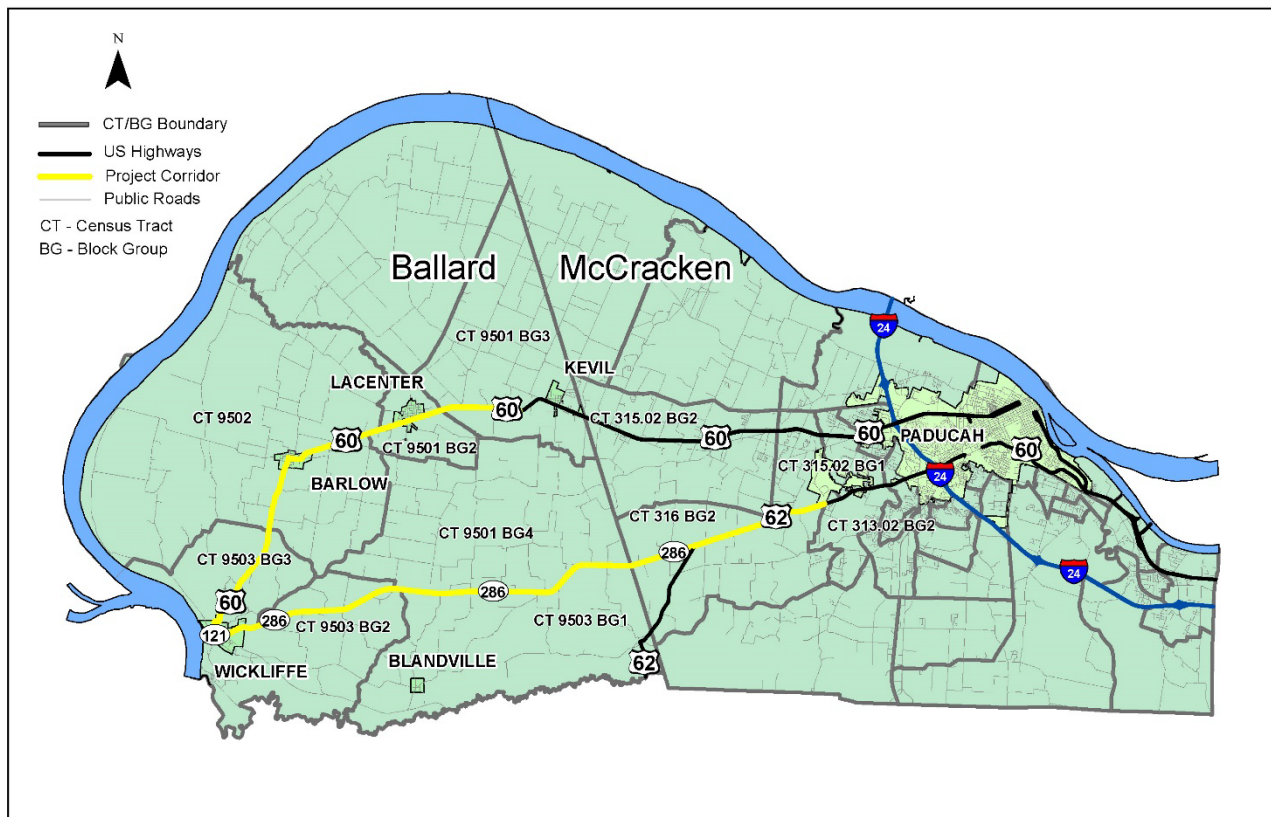 N
CT/BG Boundary
US Highways
Project Corridor
Public Roads
CT - Census Tract
BG - Block Group
Ballard
McCracken
24
CT 9501 BG3
KEVIL
LACENTER
60
CT 315.02 BG2
CT 9502
60
60
60
PADUCAH
60
CT 9501 BG2
CT 315.02 BG1
24
BARLOW
CT 316 BG2
62
CT 313.02 BG2
CT 9501 BG4
286
CT 9503 BG3
24
60
286
286
CT 9503 BG2
CT 9503 BG1
121
WICKLIFFE
BLANDVILLE
62